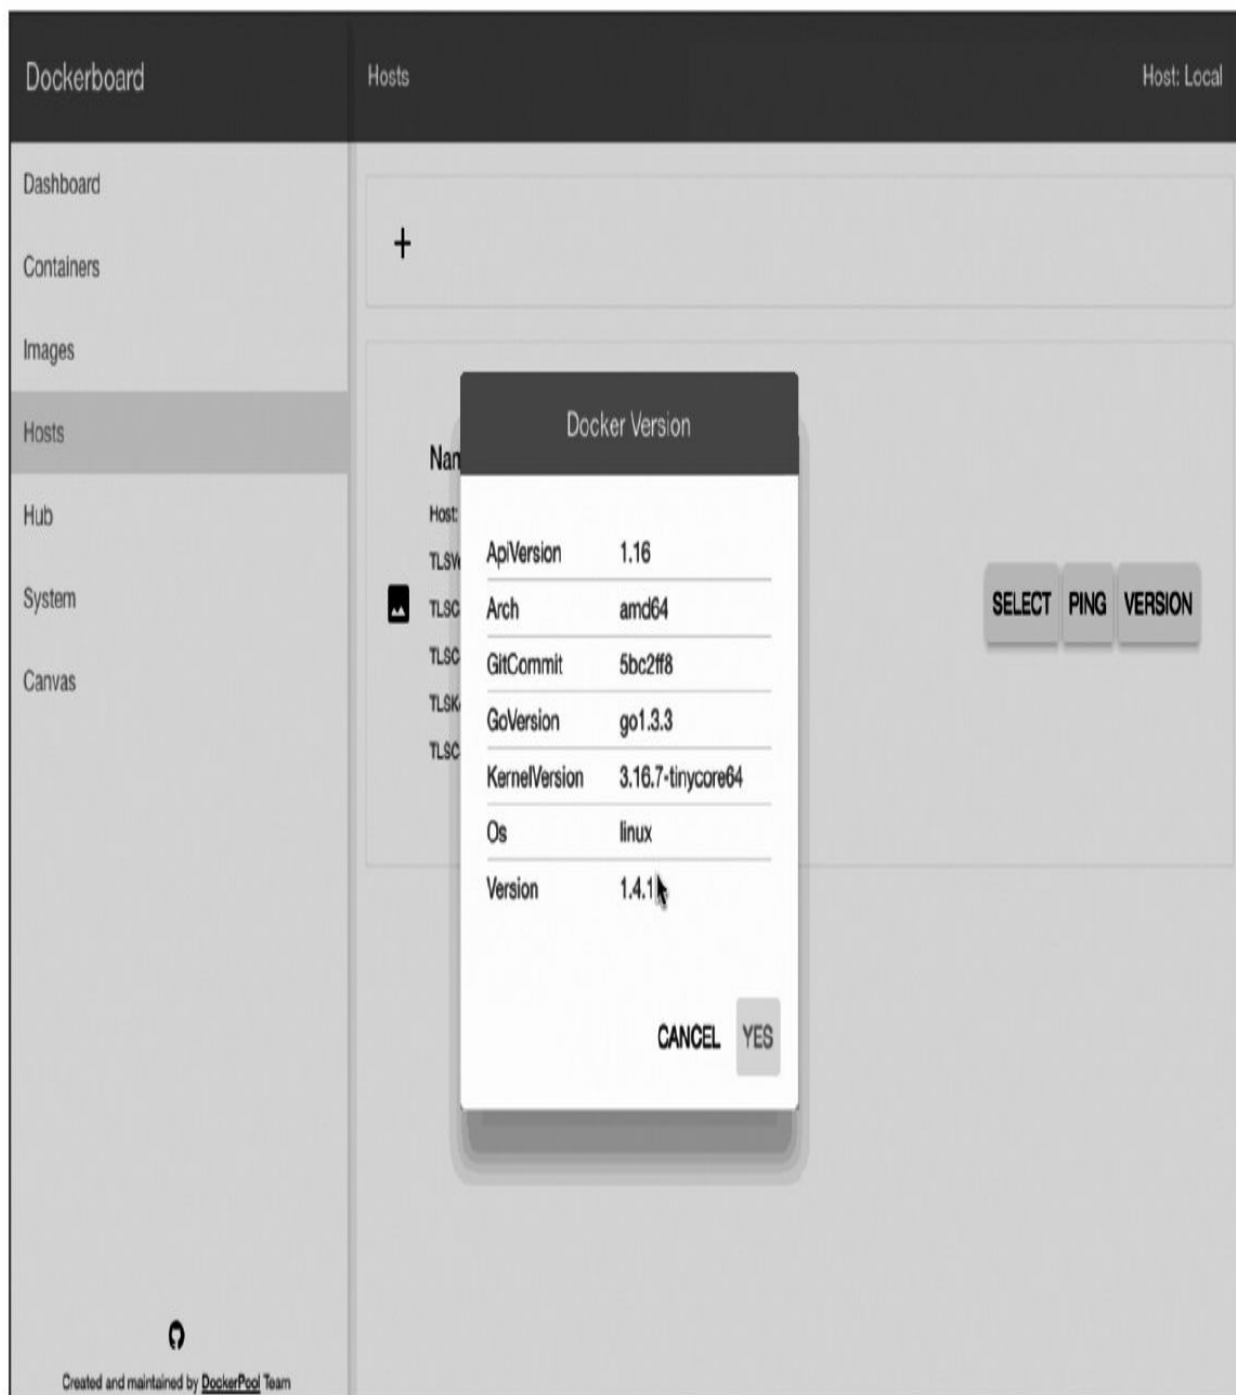 Dockerboard
Hosts
Host: Local
Dashboard
Containers
Images
Hosts
Hub
System
Canvas
+
Host:
SELECT
PING
VERSION
Docker Version
ApiVersion 1.16
Arch amd64
GitCommit 5bc2ff8
GoVersion go1.3.3
KernelVersion 3.16.7-tinycore64
Os linux
Version 1.4.1
CANCEL
YES
Created and maintained by DockerPool Team